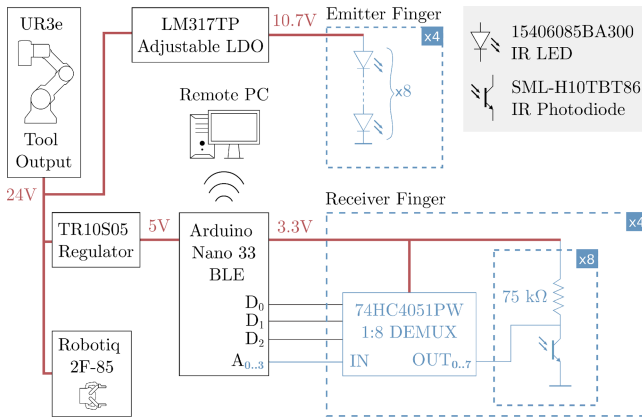 UR3e
Tool
Output
24V
LM317TP
Adjustable LDO
10.7V
Emitter Finger
x4
x8
15406085BA300
IR LED
SML-H10TBT86
IR Photodiode
Remote PC
TR10S05
Regulator
5V
Arduino
Nano 33
BLE
3.3V
D₀
D₁
D₂
A₀..₃
Receiver Finger
x4
x8
74HC4051PW
1:8 DEMUX
IN
OUT₀..₇
75 kΩ
Robotiq
2F-85